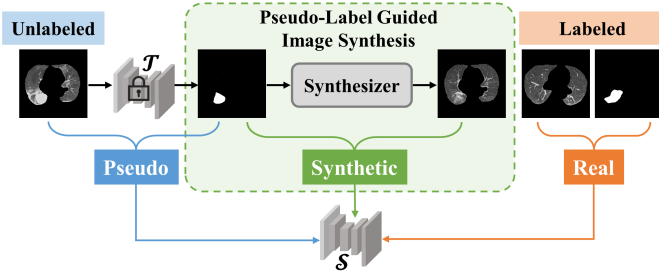 Unlabeled
Pseudo-Label Guided
Image Synthesis
Labeled
𝒯
Synthesizer
Pseudo
Synthetic
Real
𝒮